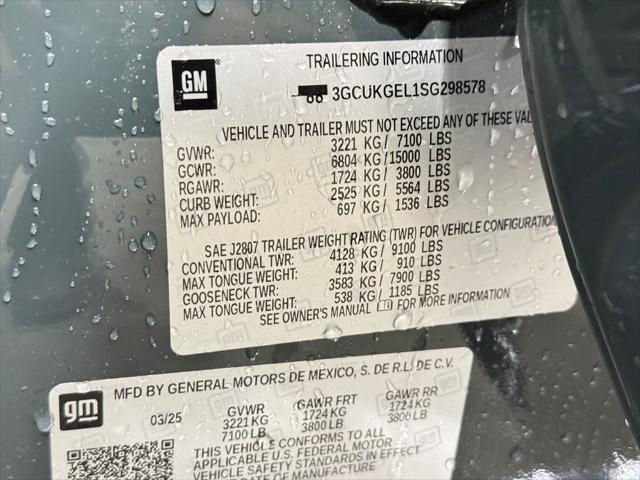 GM
TRAILERING INFORMATION
3GCUKGEL1SG298578
VEHICLE AND TRAILER MUST NOT EXCEED ANY OF THESE VAL
GVWR: 3221 KG / 7100 LBS
GCWR: 6804 KG / 15000 LBS
RGAWR: 1724 KG / 3800 LBS
CURB WEIGHT: 2525 KG / 5564 LBS
MAX PAYLOAD: 697 KG / 1536 LBS
SAE J2807 TRAILER WEIGHT RATING (TWR) FOR VEHICLE CONFIGURATION
CONVENTIONAL TWR: 4128 KG / 9100 LBS
MAX TONGUE WEIGHT: 413 KG / 910 LBS
GOOSENECK TWR: 3583 KG / 7900 LBS
MAX TONGUE WEIGHT: 538 KG / 1185 LBS
SEE OWNER'S MANUAL FOR MORE INFORMATION
gm
MFD BY GENERAL MOTORS DE MEXICO, S. DE R.L. DE C.V.
03/25 GVWR GAWR FRT GAWR RR
3221 KG 1724 KG 1724 KG
7100 LB 3800 LB 3800 LB
THIS VEHICLE CONFORMS TO ALL
APPLICABLE U.S. FEDERAL MOTOR
VEHICLE SAFETY STANDARDS IN EFFECT
DATE OF MANUFACTURE